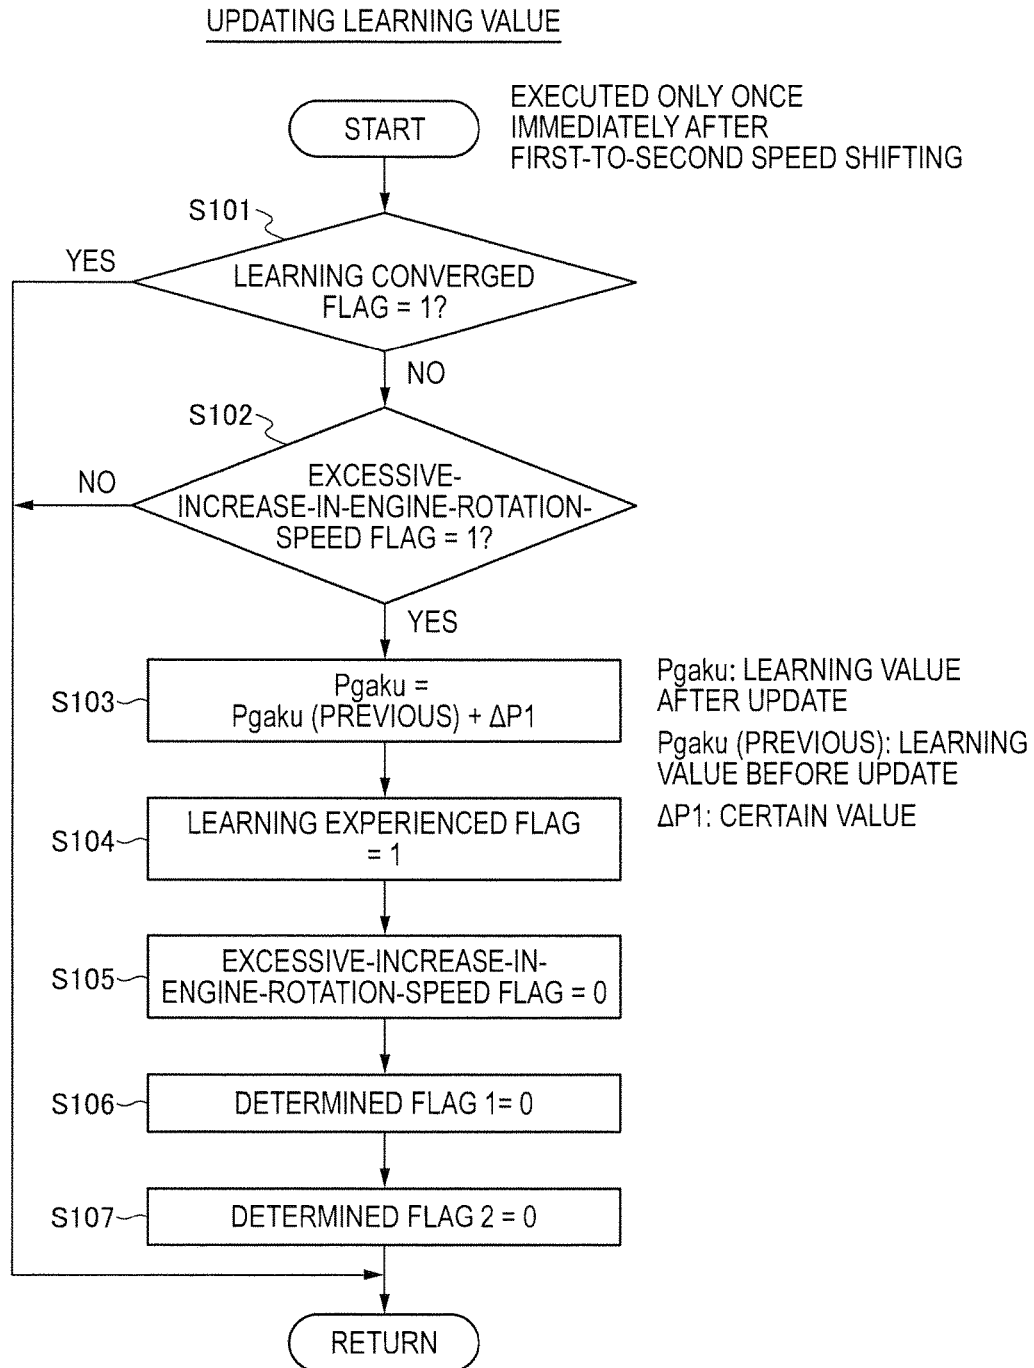 UPDATING LEARNING VALUE
START
EXECUTED ONLY ONCE
IMMEDIATELY AFTER
FIRST-TO-SECOND SPEED SHIFTING
S101
YES
LEARNING CONVERGED
FLAG = 1?
NO
S102
NO
EXCESSIVE-
INCREASE-IN-ENGINE-ROTATION-
SPEED FLAG = 1?
YES
S103
Pgaku =
Pgaku (PREVIOUS) + ΔP1
Pgaku: LEARNING VALUE
AFTER UPDATE
Pgaku (PREVIOUS): LEARNING
VALUE BEFORE UPDATE
ΔP1: CERTAIN VALUE
S104
LEARNING EXPERIENCED FLAG
= 1
S105
EXCESSIVE-INCREASE-IN-
ENGINE-ROTATION-SPEED FLAG = 0
S106
DETERMINED FLAG 1= 0
S107
DETERMINED FLAG 2 = 0
RETURN